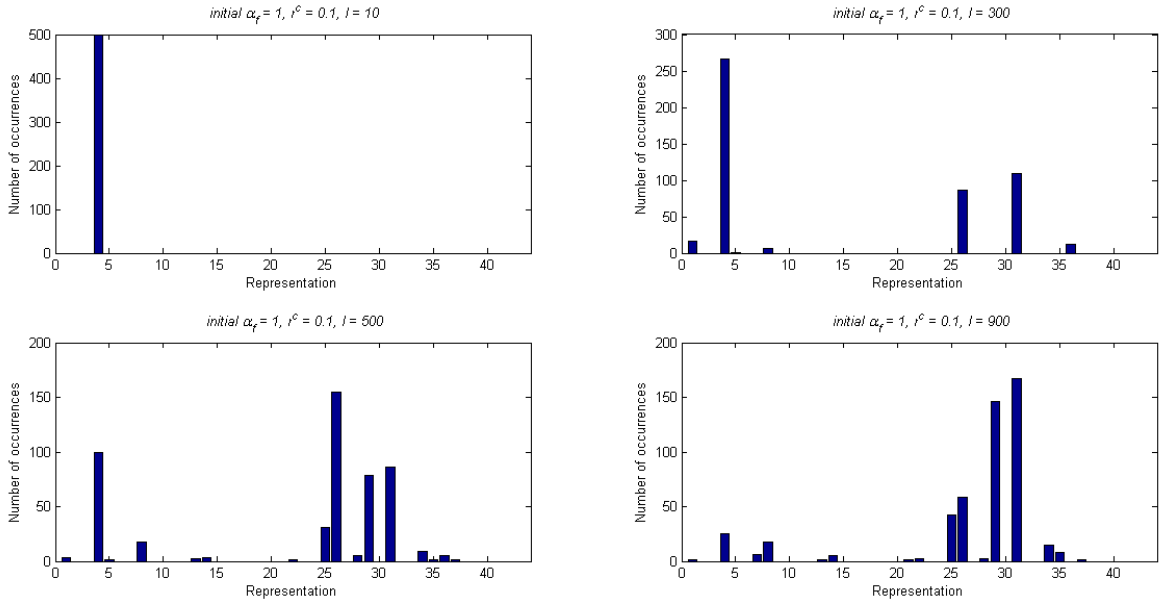 initial αf = 1, r^c = 0.1, l = 10
500
400
300
200
100
0
Number of occurrences
0 5 10 15 20 25 30 35 40
Representation
initial αf = 1, r^c = 0.1, l = 300
300
250
200
150
100
50
0
Number of occurrences
0 5 10 15 20 25 30 35 40
Representation
initial αf = 1, r^c = 0.1, l = 500
200
150
100
50
0
Number of occurrences
0 5 10 15 20 25 30 35 40
Representation
initial αf = 1, r^c = 0.1, l = 900
200
150
100
50
0
Number of occurrences
0 5 10 15 20 25 30 35 40
Representation